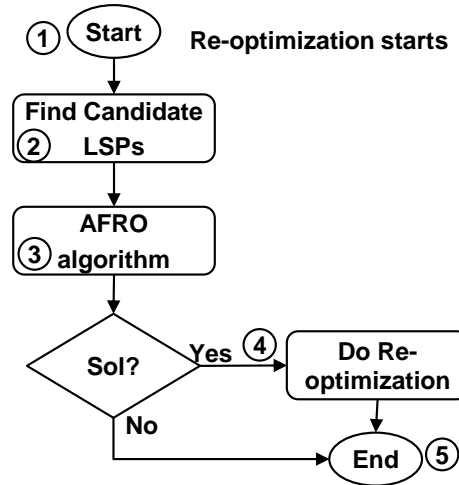 1 Start
Re-optimization starts
Find Candidate
2 LSPs
AFRO
3 algorithm
Sol?
Yes 4
Do Re-
optimization
No
End 5